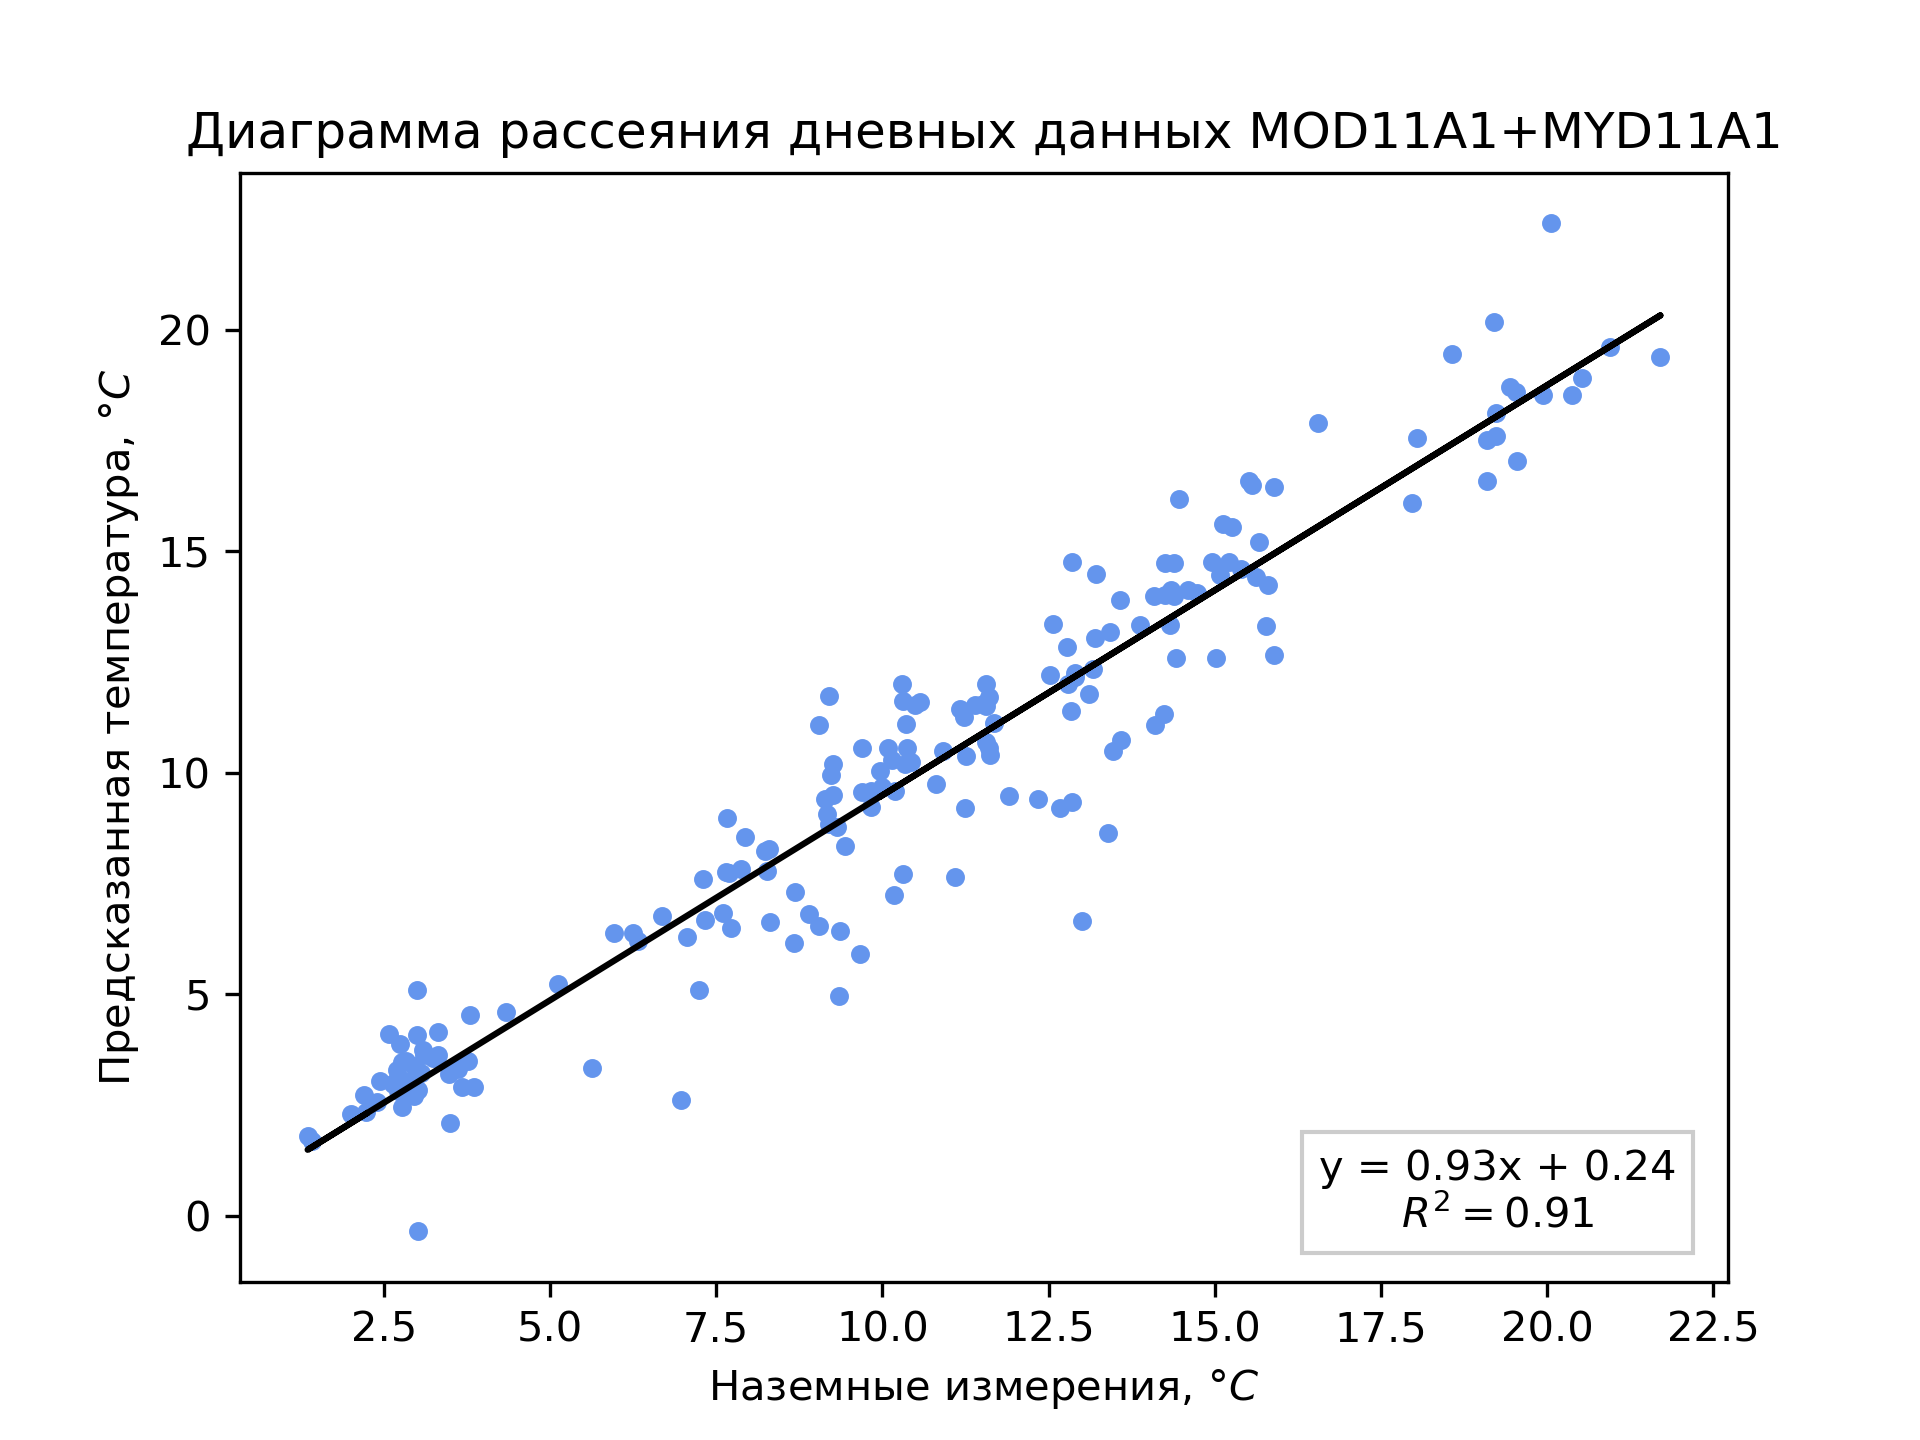 Диаграмма рассеяния дневных данных MOD11A1+MYD11A1
Предсказанная температура, °C
20
15
10
5
0
y = 0.93x + 0.24
R² = 0.91
2.5 5.0 7.5 10.0 12.5 15.0 17.5 20.0 22.5
Наземные измерения, °C